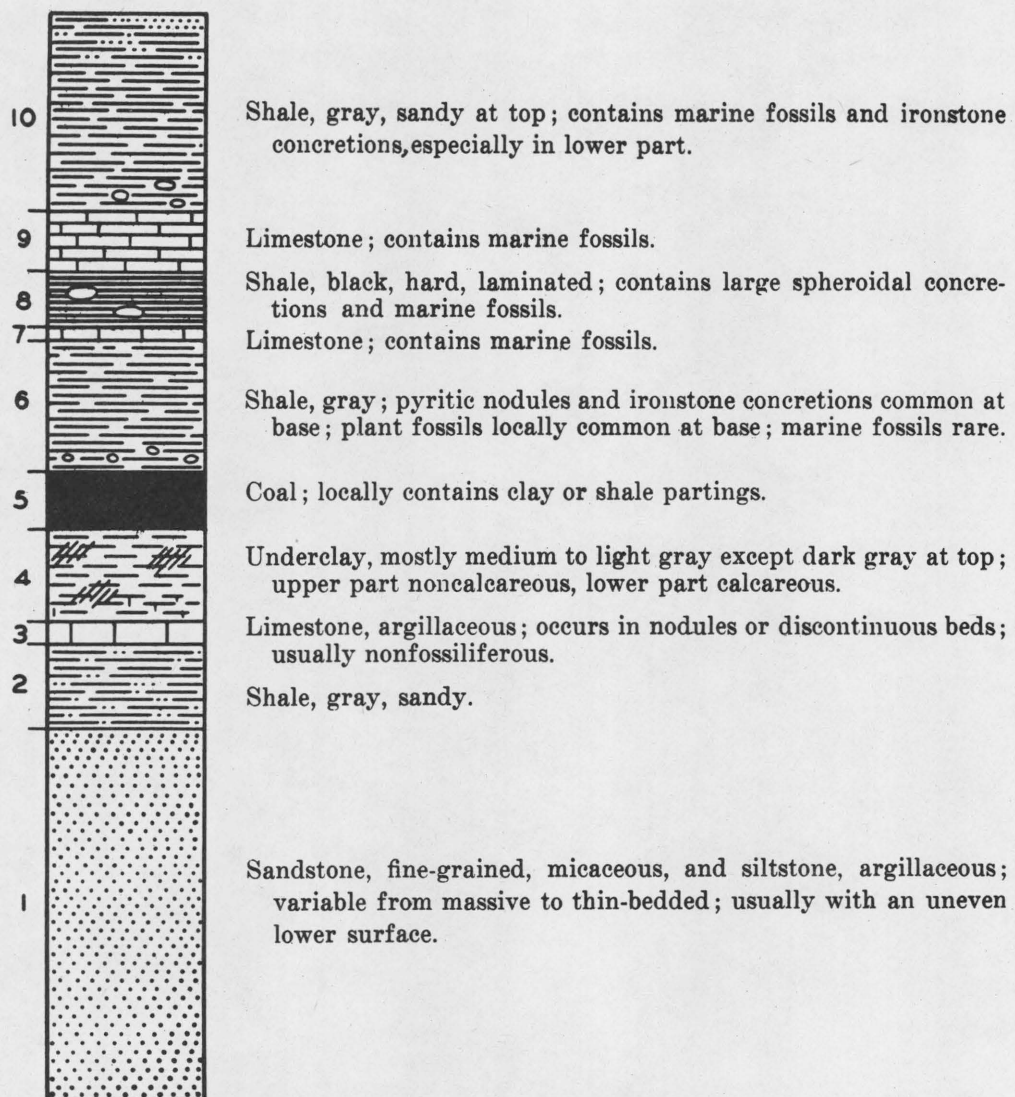 10
Shale, gray, sandy at top; contains marine fossils and ironstone
concretions, especially in lower part.
9
Limestone; contains marine fossils.
8
Shale, black, hard, laminated; contains large spheroidal concre-
tions and marine fossils.
7
Limestone; contains marine fossils.
6
Shale, gray; pyritic nodules and ironstone concretions common at
base; plant fossils locally common at base; marine fossils rare.
5
Coal; locally contains clay or shale partings.
4
Underclay, mostly medium to light gray except dark gray at top;
upper part noncalcareous, lower part calcareous.
3
Limestone, argillaceous; occurs in nodules or discontinuous beds;
usually nonfossiliferous.
2
Shale, gray, sandy.
1
Sandstone, fine-grained, micaceous, and siltstone, argillaceous;
variable from massive to thin-bedded; usually with an uneven
lower surface.